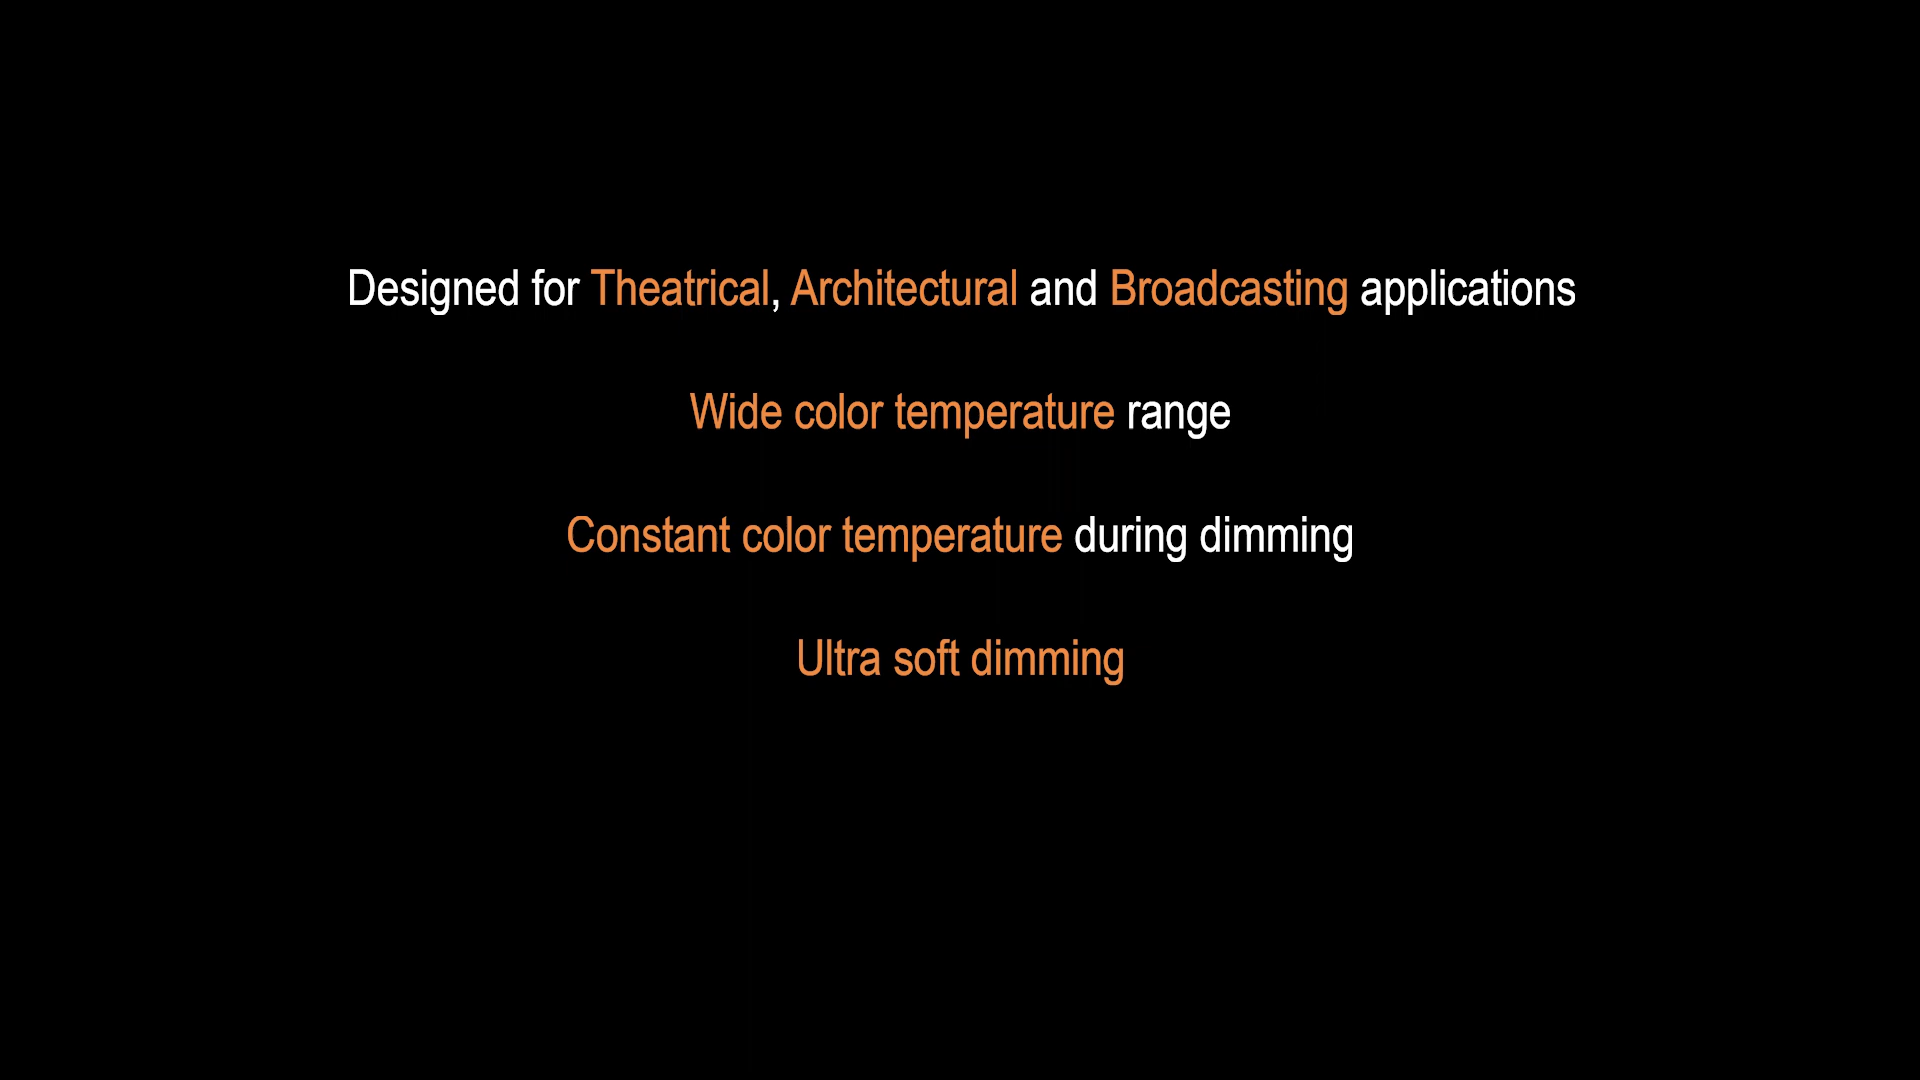 Designed for Theatrical, Architectural and Broadcasting applications
Wide color temperature range
Constant color temperature during dimming
Ultra soft dimming